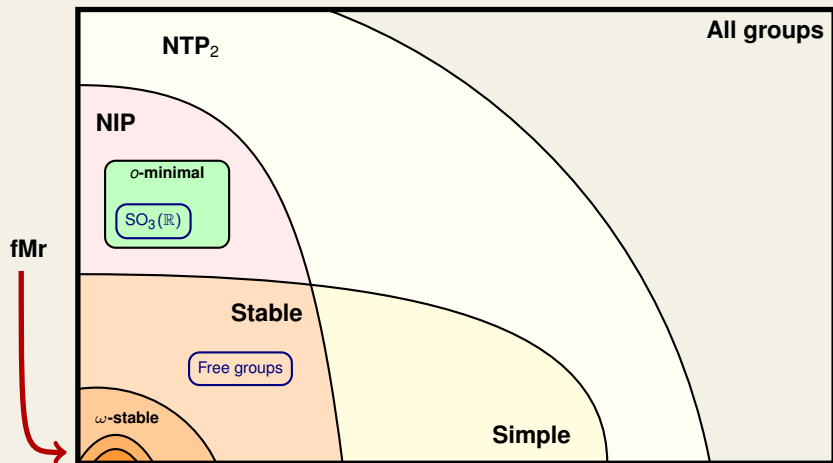 All groups
NTP₂
NIP
o-minimal
SO₃(ℝ)
fMr
Stable
Free groups
ω-stable
Simple